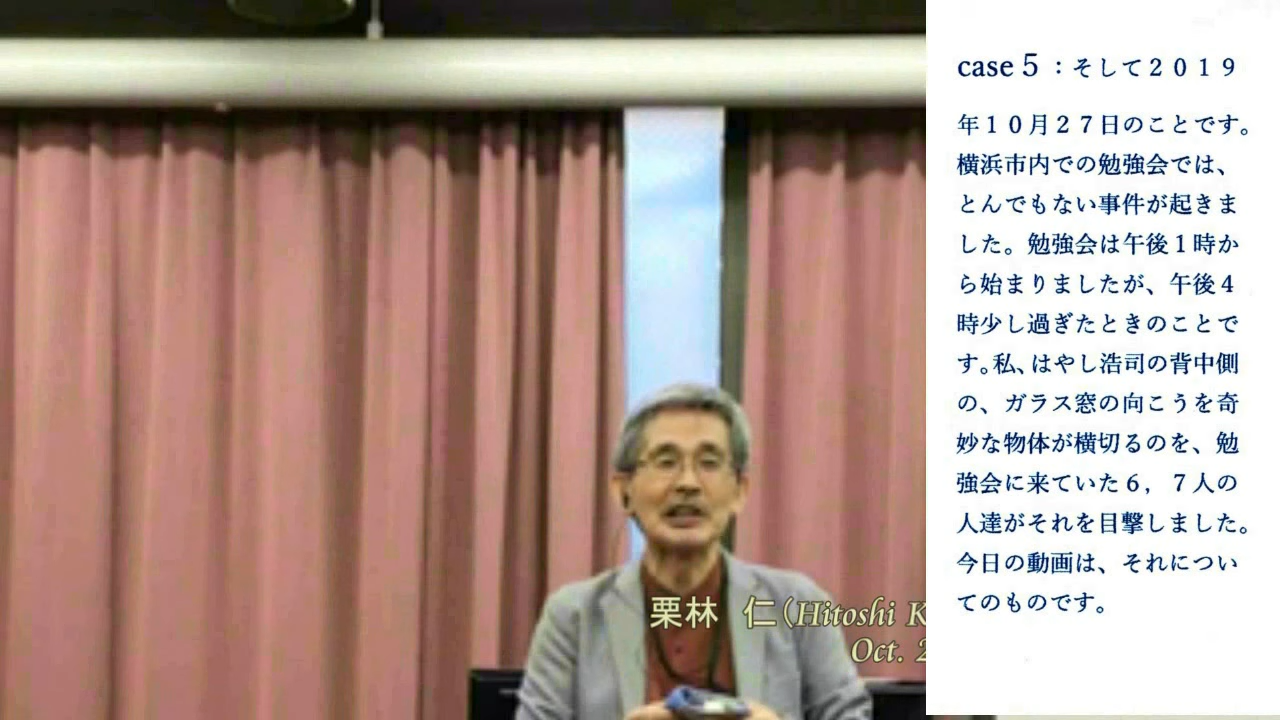 case 5：そして２０１９
年１０月２７日のことです。
横浜市内での勉強会では、
とんでもない事件が起きま
した。勉強会は午後１時か
ら始まりましたが、午後４
時少し過ぎたときのことで
す。私、はやし浩司の背中側
の、ガラス窓の向こうを奇
妙な物体が横切るのを、勉
強会に来ていた６，７人の
人達がそれを目撃しました。
今日の動画は、それについ
てのものです。
栗林　仁（Hitoshi K
Oct. 2